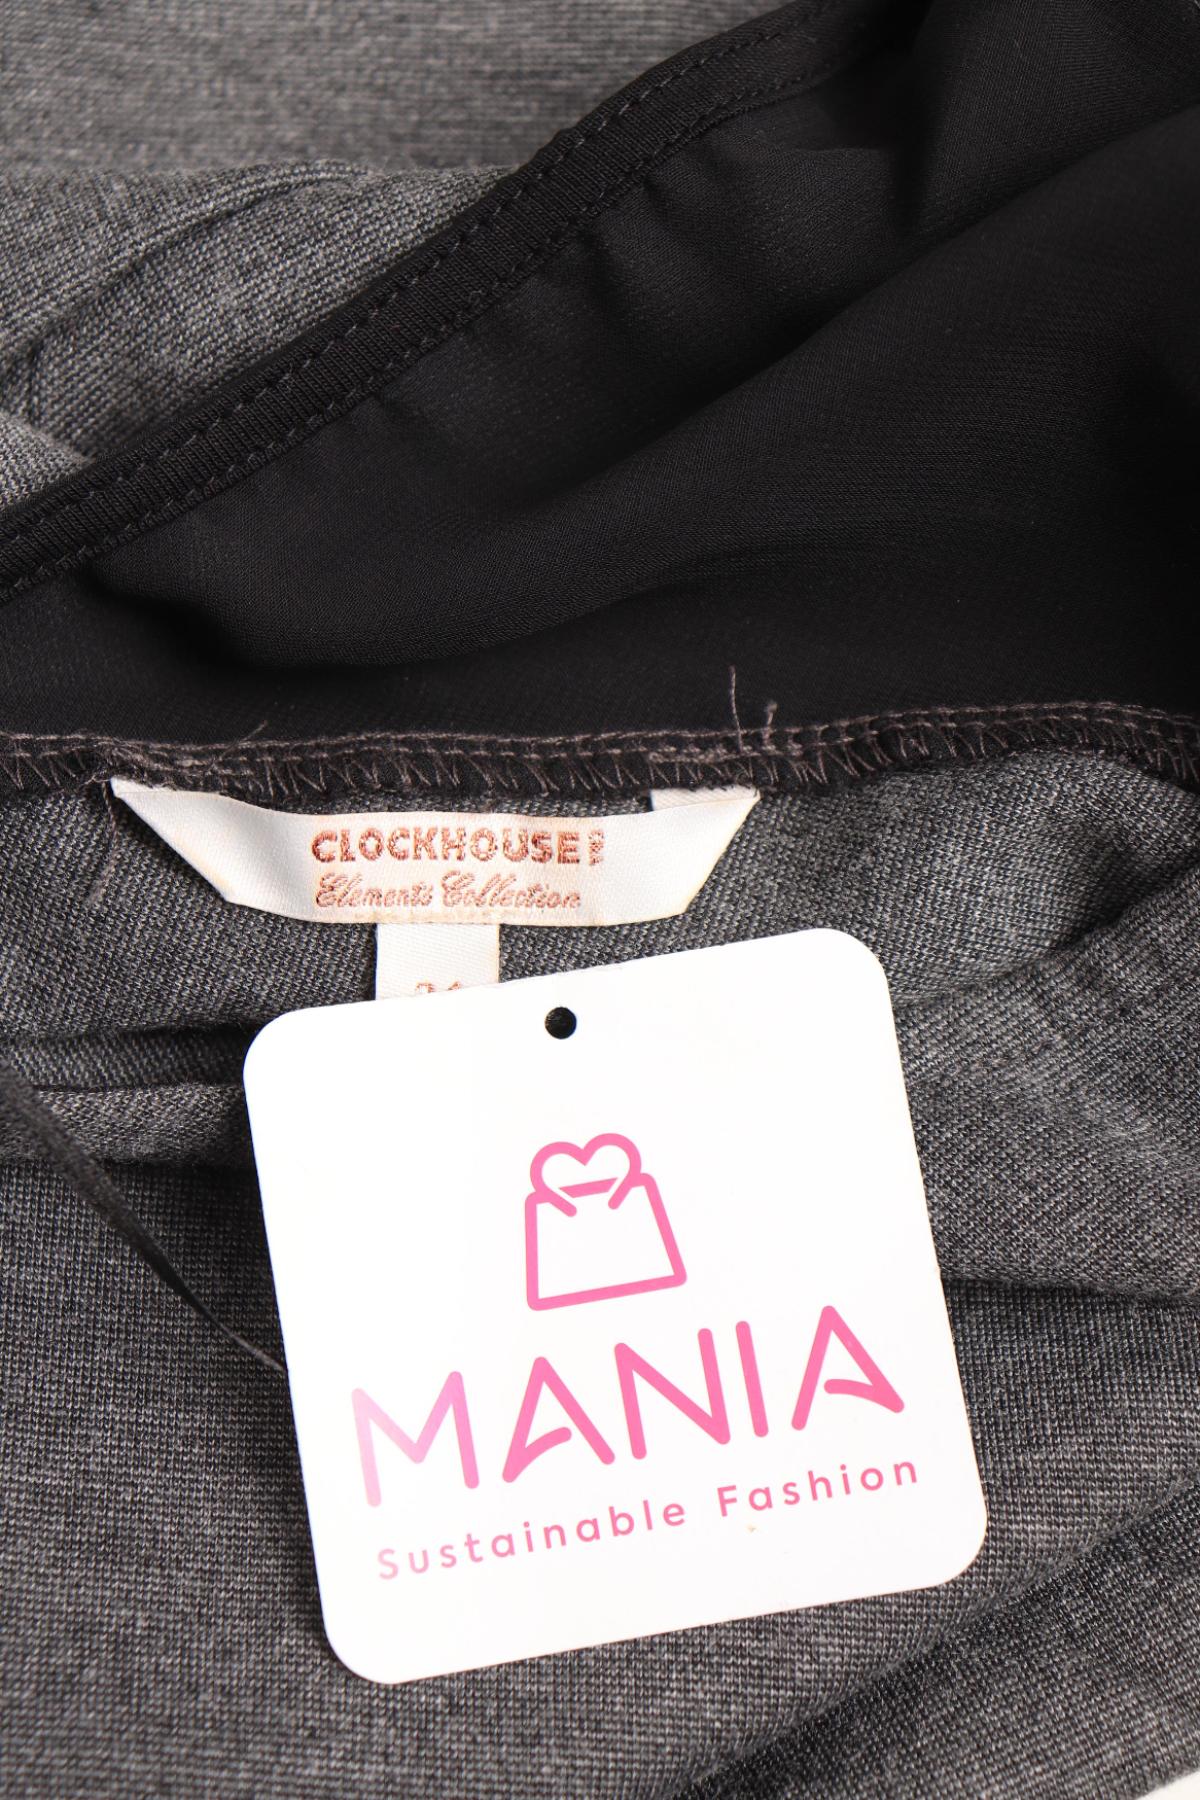 CLOCKHOUSE
Elements Collection
MANIA
Sustainable Fashion